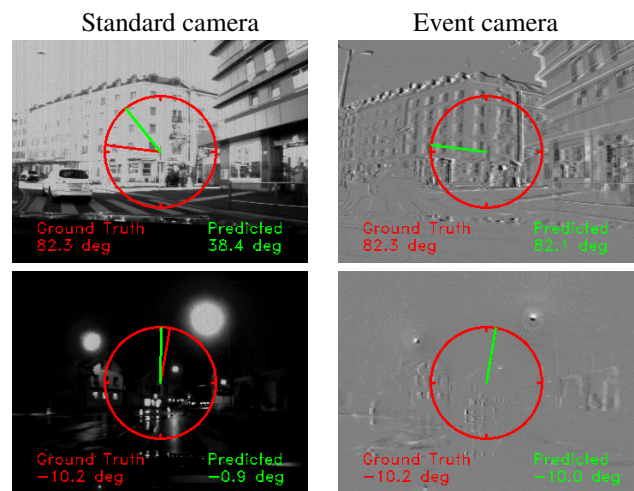 Standard camera
Event camera
Ground Truth
82.3 deg
Predicted
38.4 deg
Ground Truth
82.3 deg
Predicted
82.1 deg
Ground Truth
−10.2 deg
Predicted
−0.9 deg
Ground Truth
−10.2 deg
Predicted
−10.0 deg